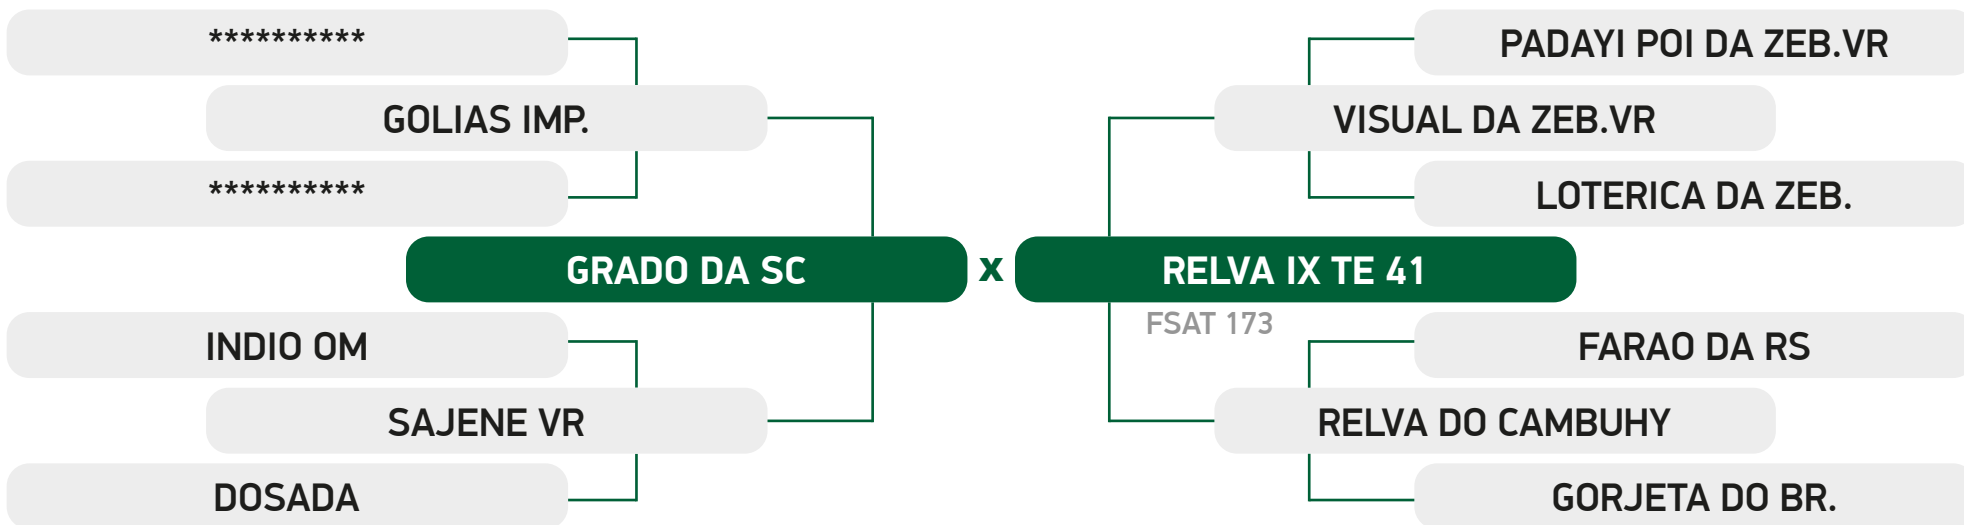 ********** PADAYI POI DA ZEB.VR
GOLIAS IMP. VISUAL DA ZEB.VR
********** LOTERICA DA ZEB.
GRADO DA SC x RELVA IX TE 41
FSAT 173
INDIO OM FARAO DA RS
SAJENE VR RELVA DO CAMBUHY
DOSADA GORJETA DO BR.